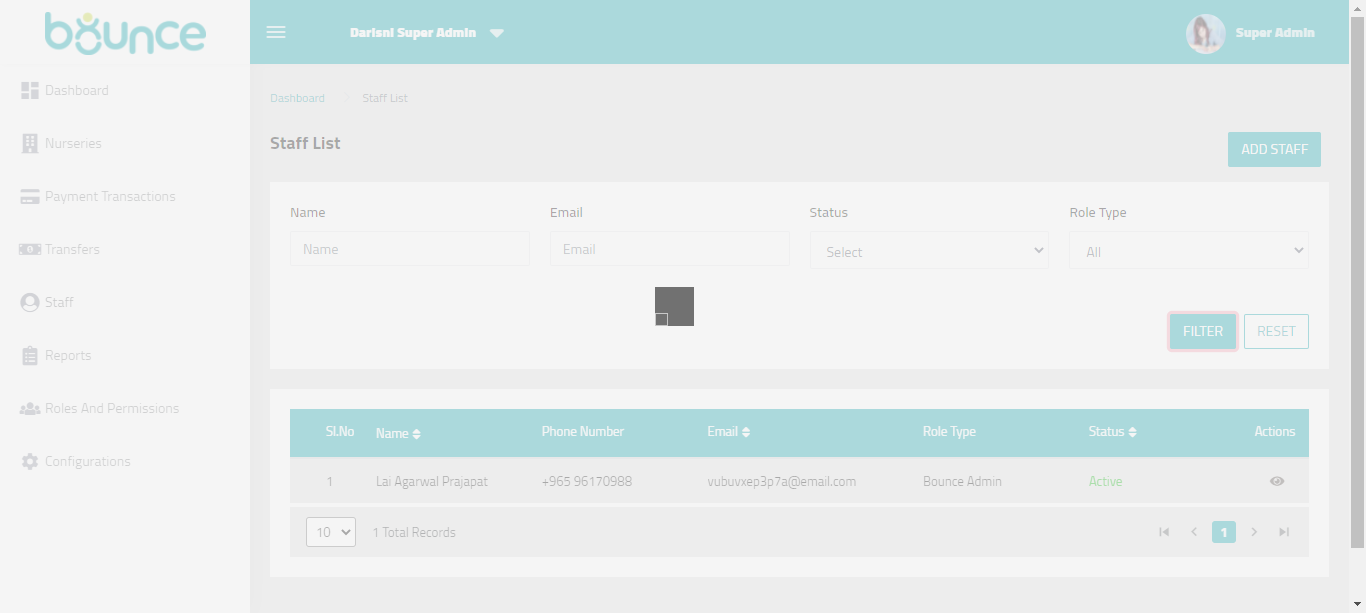 bounce
Darisni Super Admin
Super Admin
Dashboard
Nurseries
Payment Transactions
Transfers
Staff
Reports
Roles And Permissions
Configurations
Dashboard > Staff List
Staff List
ADD STAFF
Name Email Status Role Type
Name Email Select All
FILTER RESET
Sl.No Name Phone Number Email Role Type Status Actions
1 Lai Agarwal Prajapat +965 96170988 vubuvxep3p7a@email.com Bounce Admin Active
10 1 Total Records 1